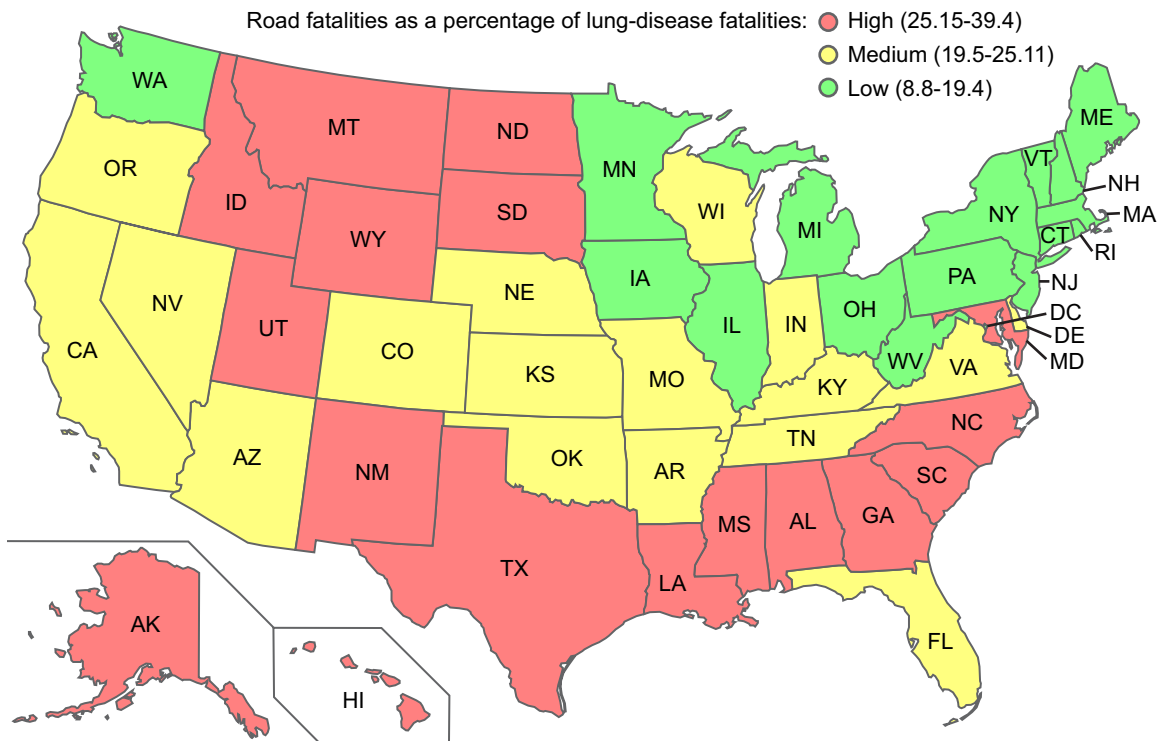 Road fatalities as a percentage of lung-disease fatalities:
High (25.15-39.4)
Medium (19.5-25.11)
Low (8.8-19.4)
WA
MT
ND
MN
ME
VT
OR
ID
SD
WI
NH
WY
MI
NY
MA
CT
RI
IA
PA
NJ
NE
NV
UT
IL
IN
OH
DC
DE
CA
CO
KS
MO
WV
VA
MD
KY
NC
TN
AZ
NM
OK
AR
SC
MS
AL
GA
TX
LA
AK
FL
HI